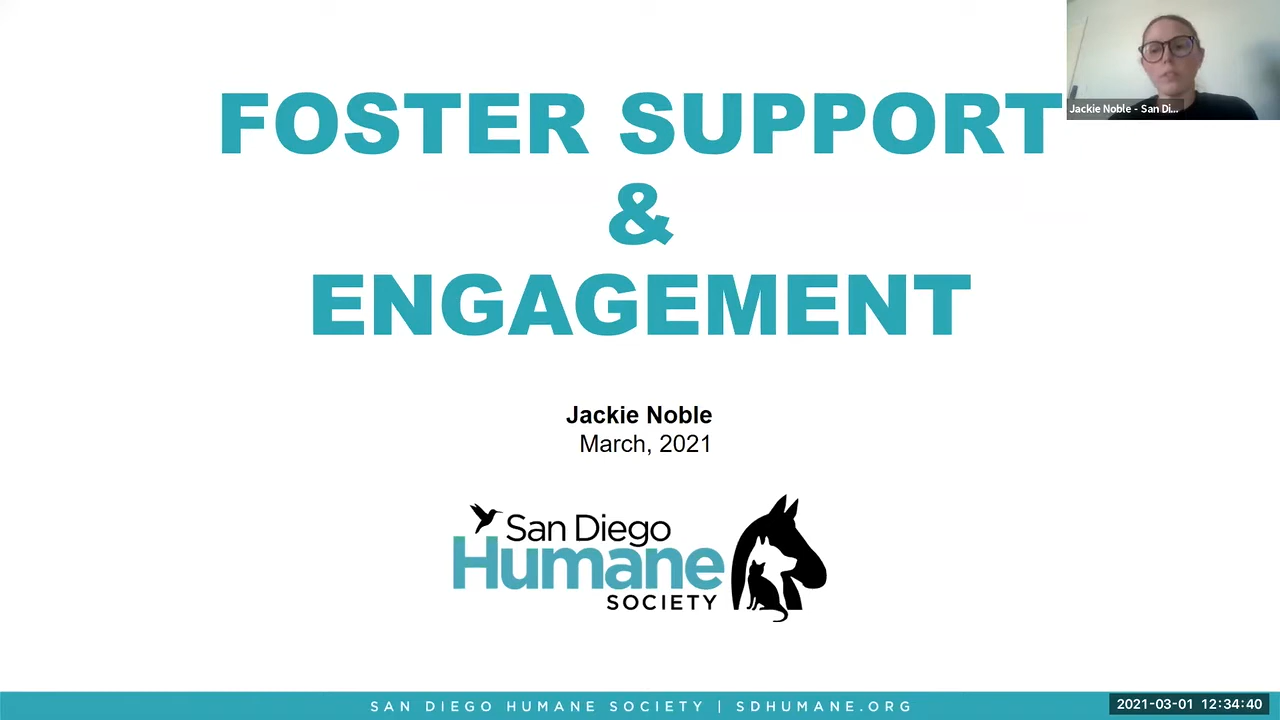 FOSTER SUPPORT
&
ENGAGEMENT
Jackie Noble - San Di...
Jackie Noble
March, 2021
San Diego
Humane
SOCIETY
SAN DIEGO HUMANE SOCIETY | SDHUMANE.ORG
2021-03-01 12:34:40